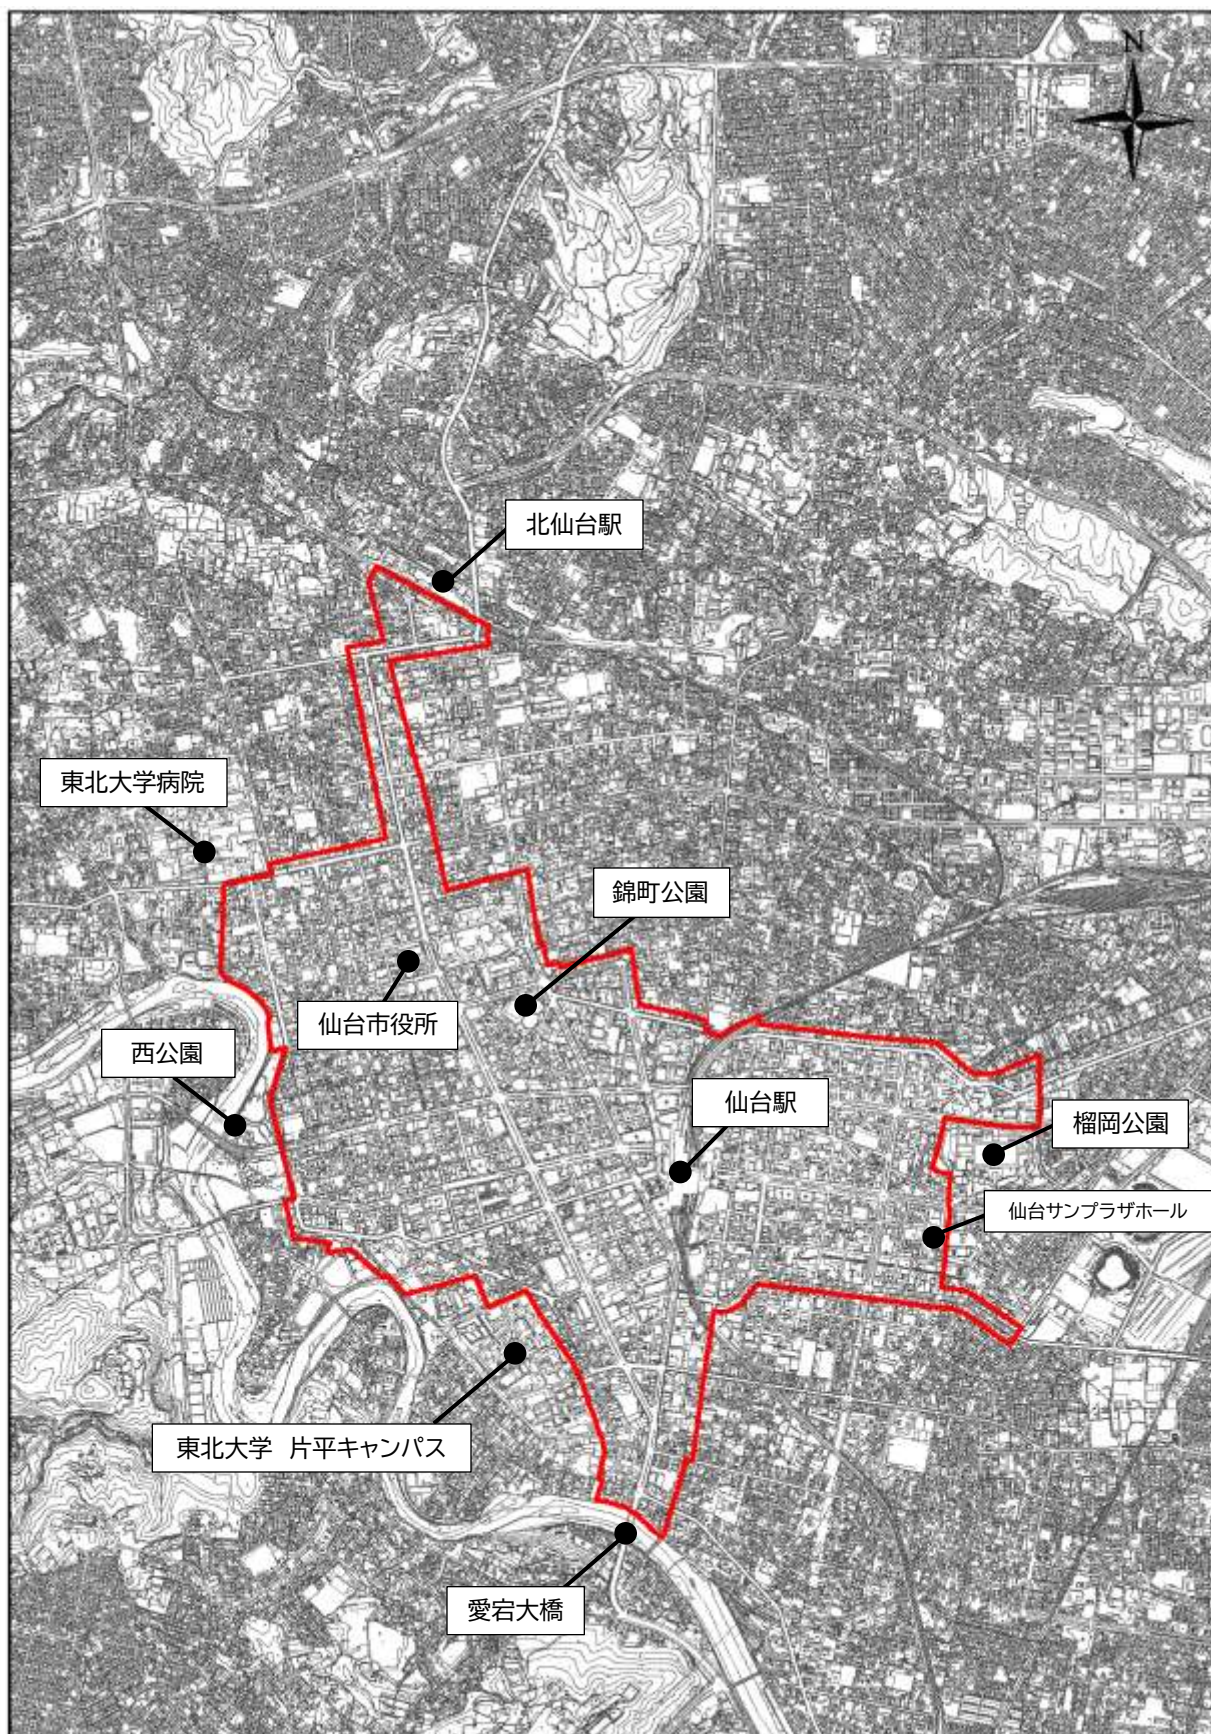 N
北仙台駅
東北大学病院
錦町公園
仙台市役所
西公園
仙台駅
榴岡公園
仙台サンプラザホール
東北大学 片平キャンパス
愛宕大橋